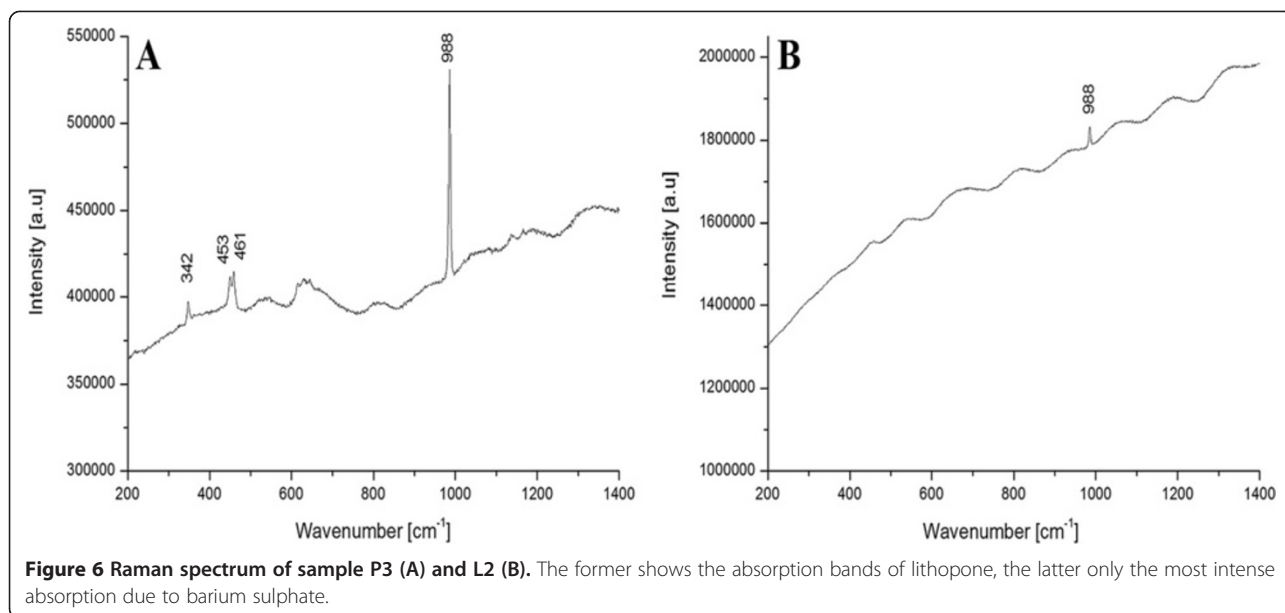 A
550000
500000
450000
400000
350000
300000
Intensity [a.u]
342
453
461
988
200 400 600 800 1000 1200 1400
Wavenumber [cm⁻¹]
B
2000000
1800000
1600000
1400000
1200000
1000000
Intensity [a.u]
988
200 400 600 800 1000 1200 1400
Wavenumber [cm⁻¹]
Figure 6 Raman spectrum of sample P3 (A) and L2 (B). The former shows the absorption bands of lithopone, the latter only the most intense
absorption due to barium sulphate.